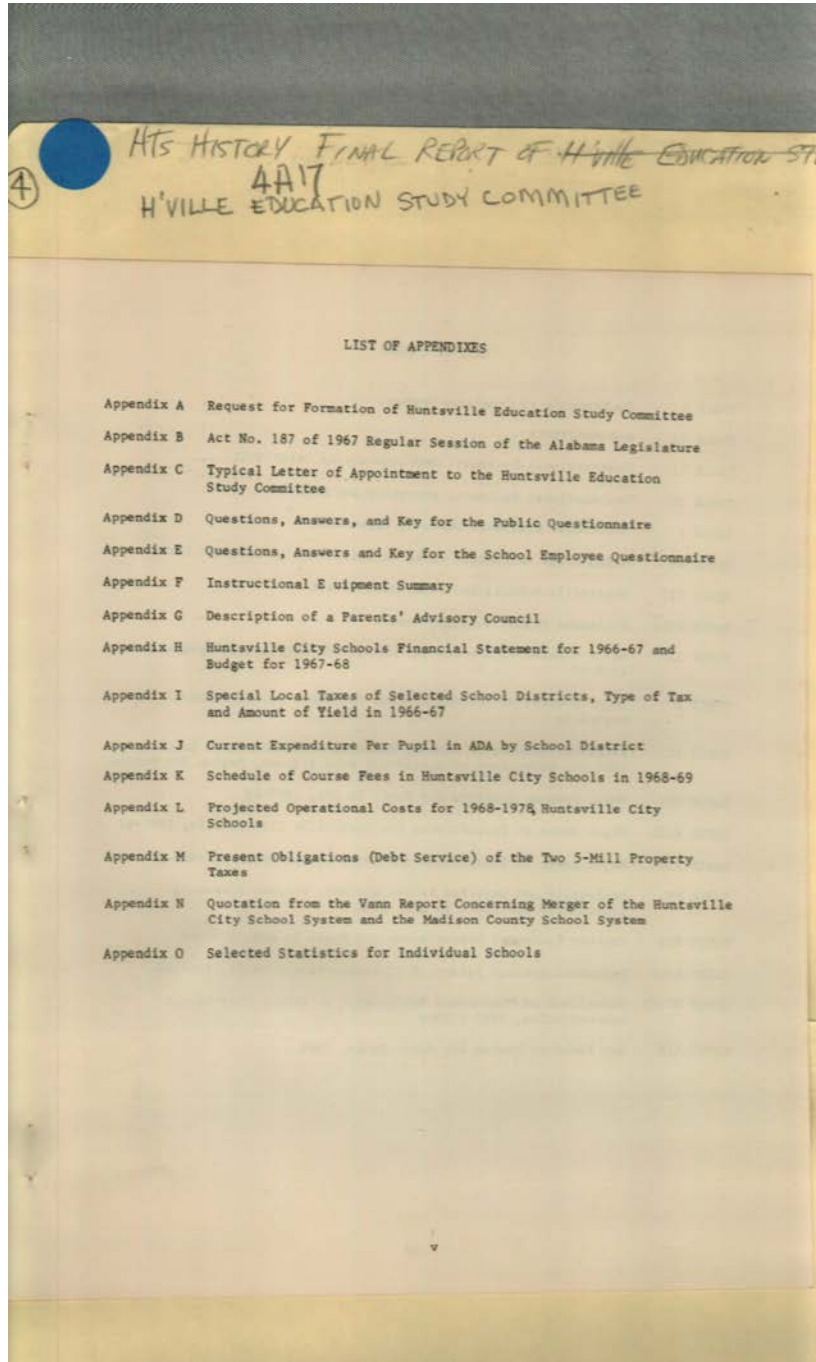 HTS HISTORY FINAL REPORT OF H'ville EDUCATION ST
4A17
4
H'VILLE EDUCATION STUDY COMMITTEE
LIST OF APPENDIXES
Appendix A Request for Formation of Huntsville Education Study Committee
Appendix B Act No. 187 of 1967 Regular Session of the Alabama Legislature
Appendix C Typical Letter of Appointment to the Huntsville Education
Study Committee
Appendix D Questions, Answers, and Key for the Public Questionnaire
Appendix E Questions, Answers and Key for the School Employee Questionnaire
Appendix F Instructional E uipment Summary
Appendix G Description of a Parents' Advisory Council
Appendix H Huntsville City Schools Financial Statement for 1966-67 and
Budget for 1967-68
Appendix I Special Local Taxes of Selected School Districts, Type of Tax
and Amount of Yield in 1966-67
Appendix J Current Expenditure Per Pupil in ADA by School District
Appendix K Schedule of Course Fees in Huntsville City Schools in 1968-69
Appendix L Projected Operational Costs for 1968-1978, Huntsville City
Schools
Appendix M Present Obligations (Debt Service) of the Two 5-Mill Property
Taxes
Appendix N Quotation from the Vann Report Concerning Merger of the Huntsville
City School System and the Madison County School System
Appendix O Selected Statistics for Individual Schools
v